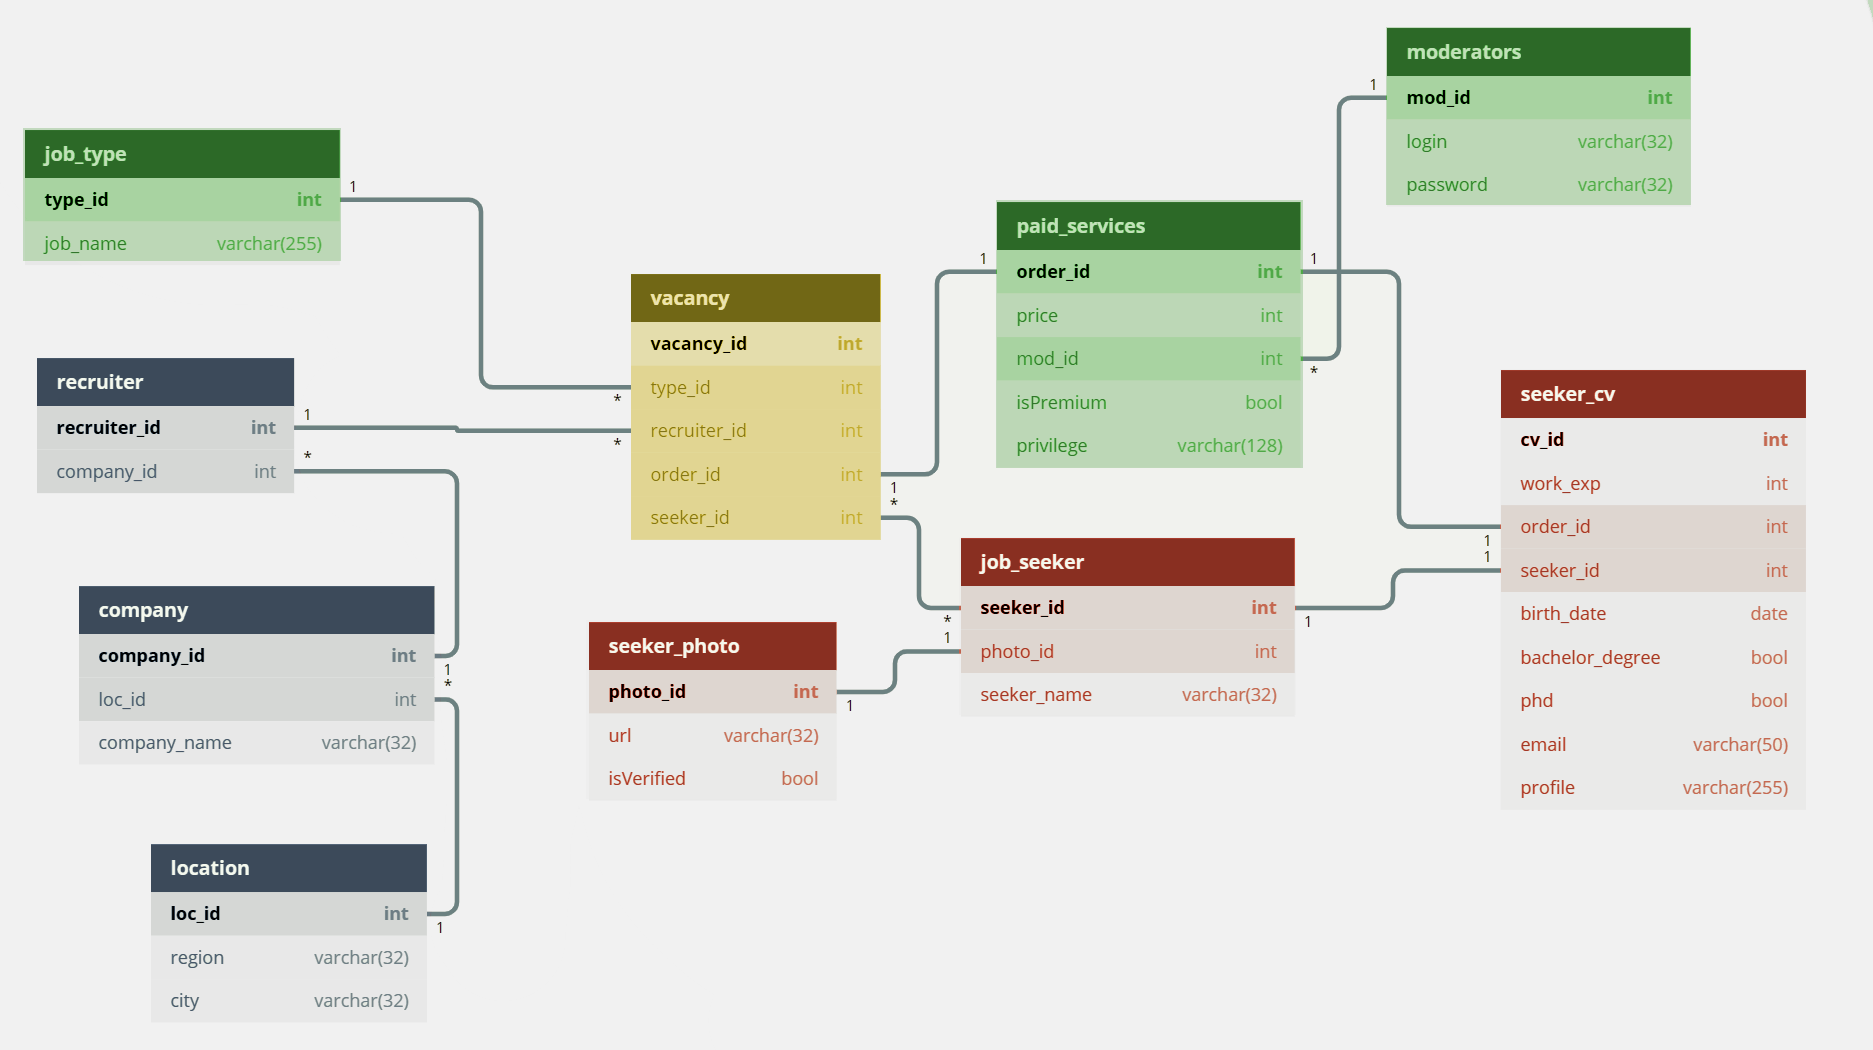 moderators
mod_id int
login varchar(32)
password varchar(32)
1
job_type
type_id int
job_name varchar(255)
1
paid_services
order_id int
price int
mod_id int
isPremium bool
privilege varchar(128)
1
1
*
vacancy
vacancy_id int
type_id int
recruiter_id int
order_id int
seeker_id int
*
*
1
*
recruiter
recruiter_id int
company_id int
1
*
seeker_cv
cv_id int
work_exp int
order_id int
seeker_id int
birth_date date
bachelor_degree bool
phd bool
email varchar(50)
profile varchar(255)
1
1
job_seeker
seeker_id int
photo_id int
seeker_name varchar(32)
*
1
1
company
company_id int
loc_id int
company_name varchar(32)
1
*
seeker_photo
photo_id int
url varchar(32)
isVerified bool
1
location
loc_id int
region varchar(32)
city varchar(32)
1